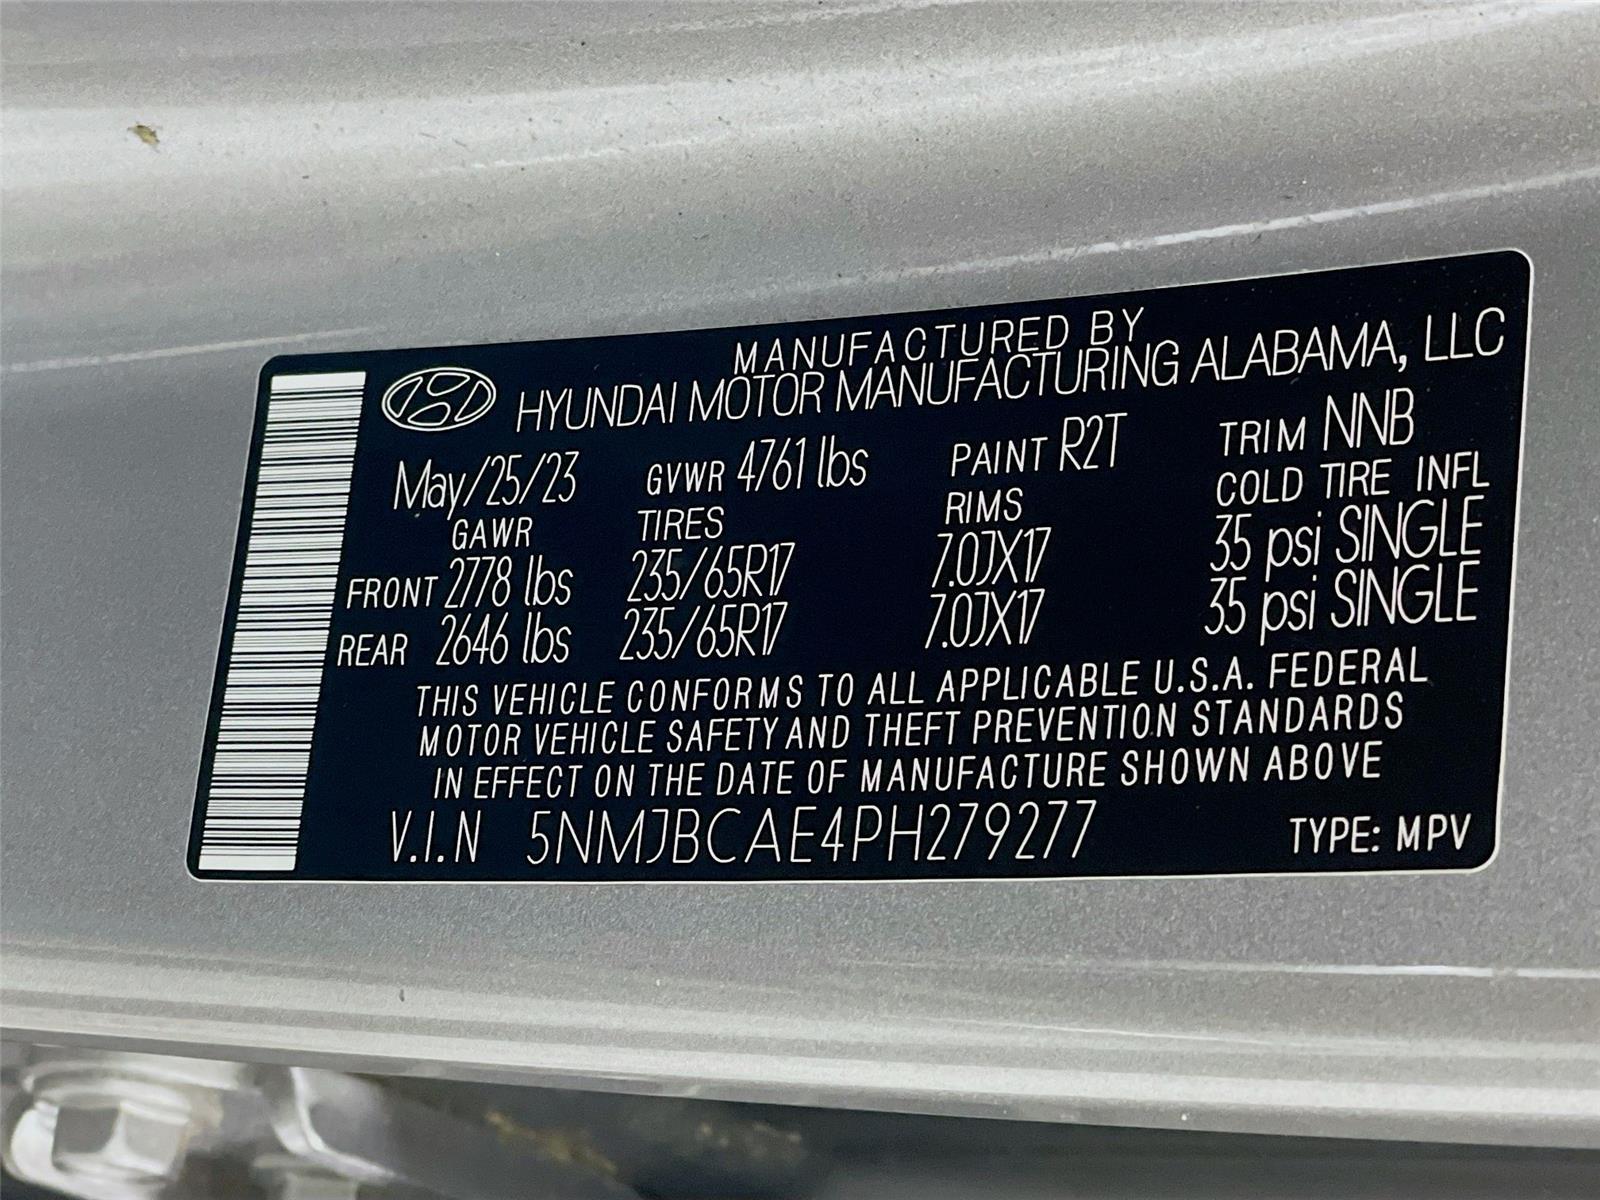 MANUFACTURED BY
HYUNDAI MOTOR MANUFACTURING ALABAMA, LLC
May/25/23 GVWR 4761 lbs PAINT R2T TRIM NNB
GAWR TIRES RIMS COLD TIRE INFL
FRONT 2778 lbs 235/65R17 7.0JX17 35 psi SINGLE
REAR 2646 lbs 235/65R17 7.0JX17 35 psi SINGLE
THIS VEHICLE CONFORMS TO ALL APPLICABLE U.S.A. FEDERAL
MOTOR VEHICLE SAFETY AND THEFT PREVENTION STANDARDS
IN EFFECT ON THE DATE OF MANUFACTURE SHOWN ABOVE
V.I.N 5NMJBCAE4PH279277 TYPE: MPV